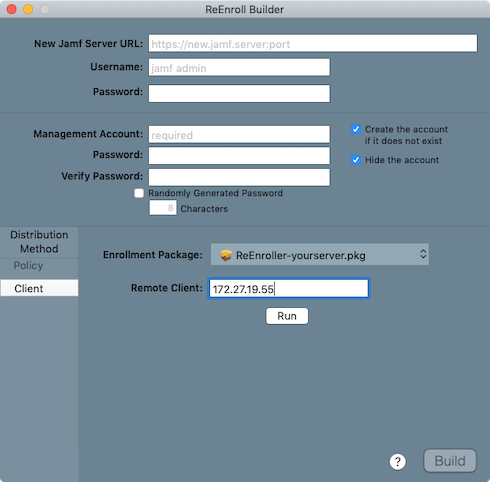 ReEnroll Builder
New Jamf Server URL: https://new.jamf.server:port
Username: jamf admin
Password:
Management Account: required
Create the account
if it does not exist
Password:
Hide the account
Verify Password:
Randomly Generated Password
8 Characters
Distribution
Method
Policy
Client
Enrollment Package: ReEnroller-yourserver.pkg
Remote Client: 172.27.19.55
Run
? Build